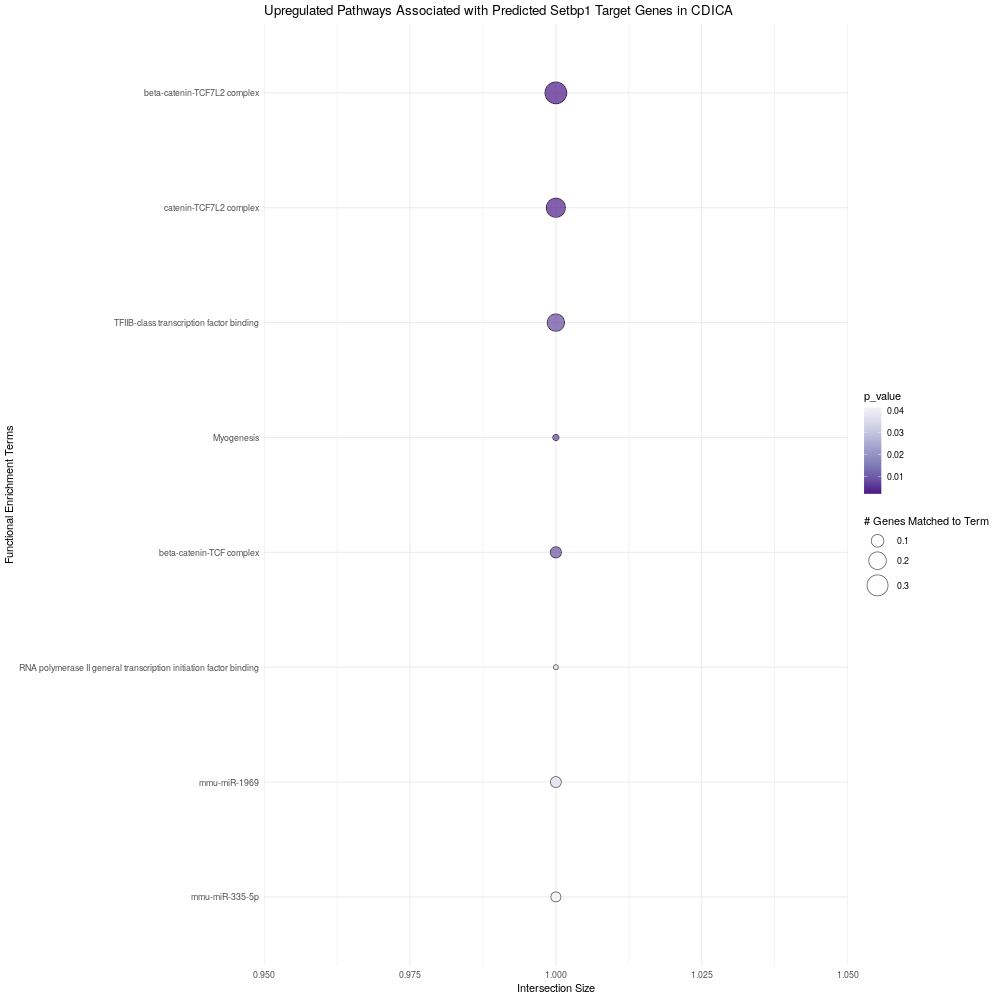 Upregulated Pathways Associated with Predicted Setbp1 Target Genes in CDICA
Functional Enrichment Terms
beta-catenin-TCF7L2 complex
catenin-TCF7L2 complex
TFIIB-class transcription factor binding
Myogenesis
beta-catenin-TCF complex
RNA polymerase II general transcription initiation factor binding
mmu-miR-1969
mmu-miR-335-5p
0.950
0.975
1.000
1.025
1.050
Intersection Size
p_value
0.04
0.03
0.02
0.01
# Genes Matched to Term
0.1
0.2
0.3